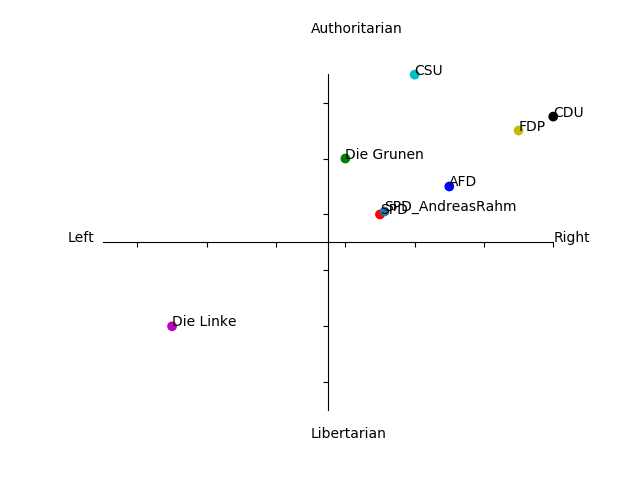 Authoritarian
CSU
CDU
FDP
Die Grunen
AFD
SPD_AndreasRahm
SPD
Left
Right
Die Linke
Libertarian